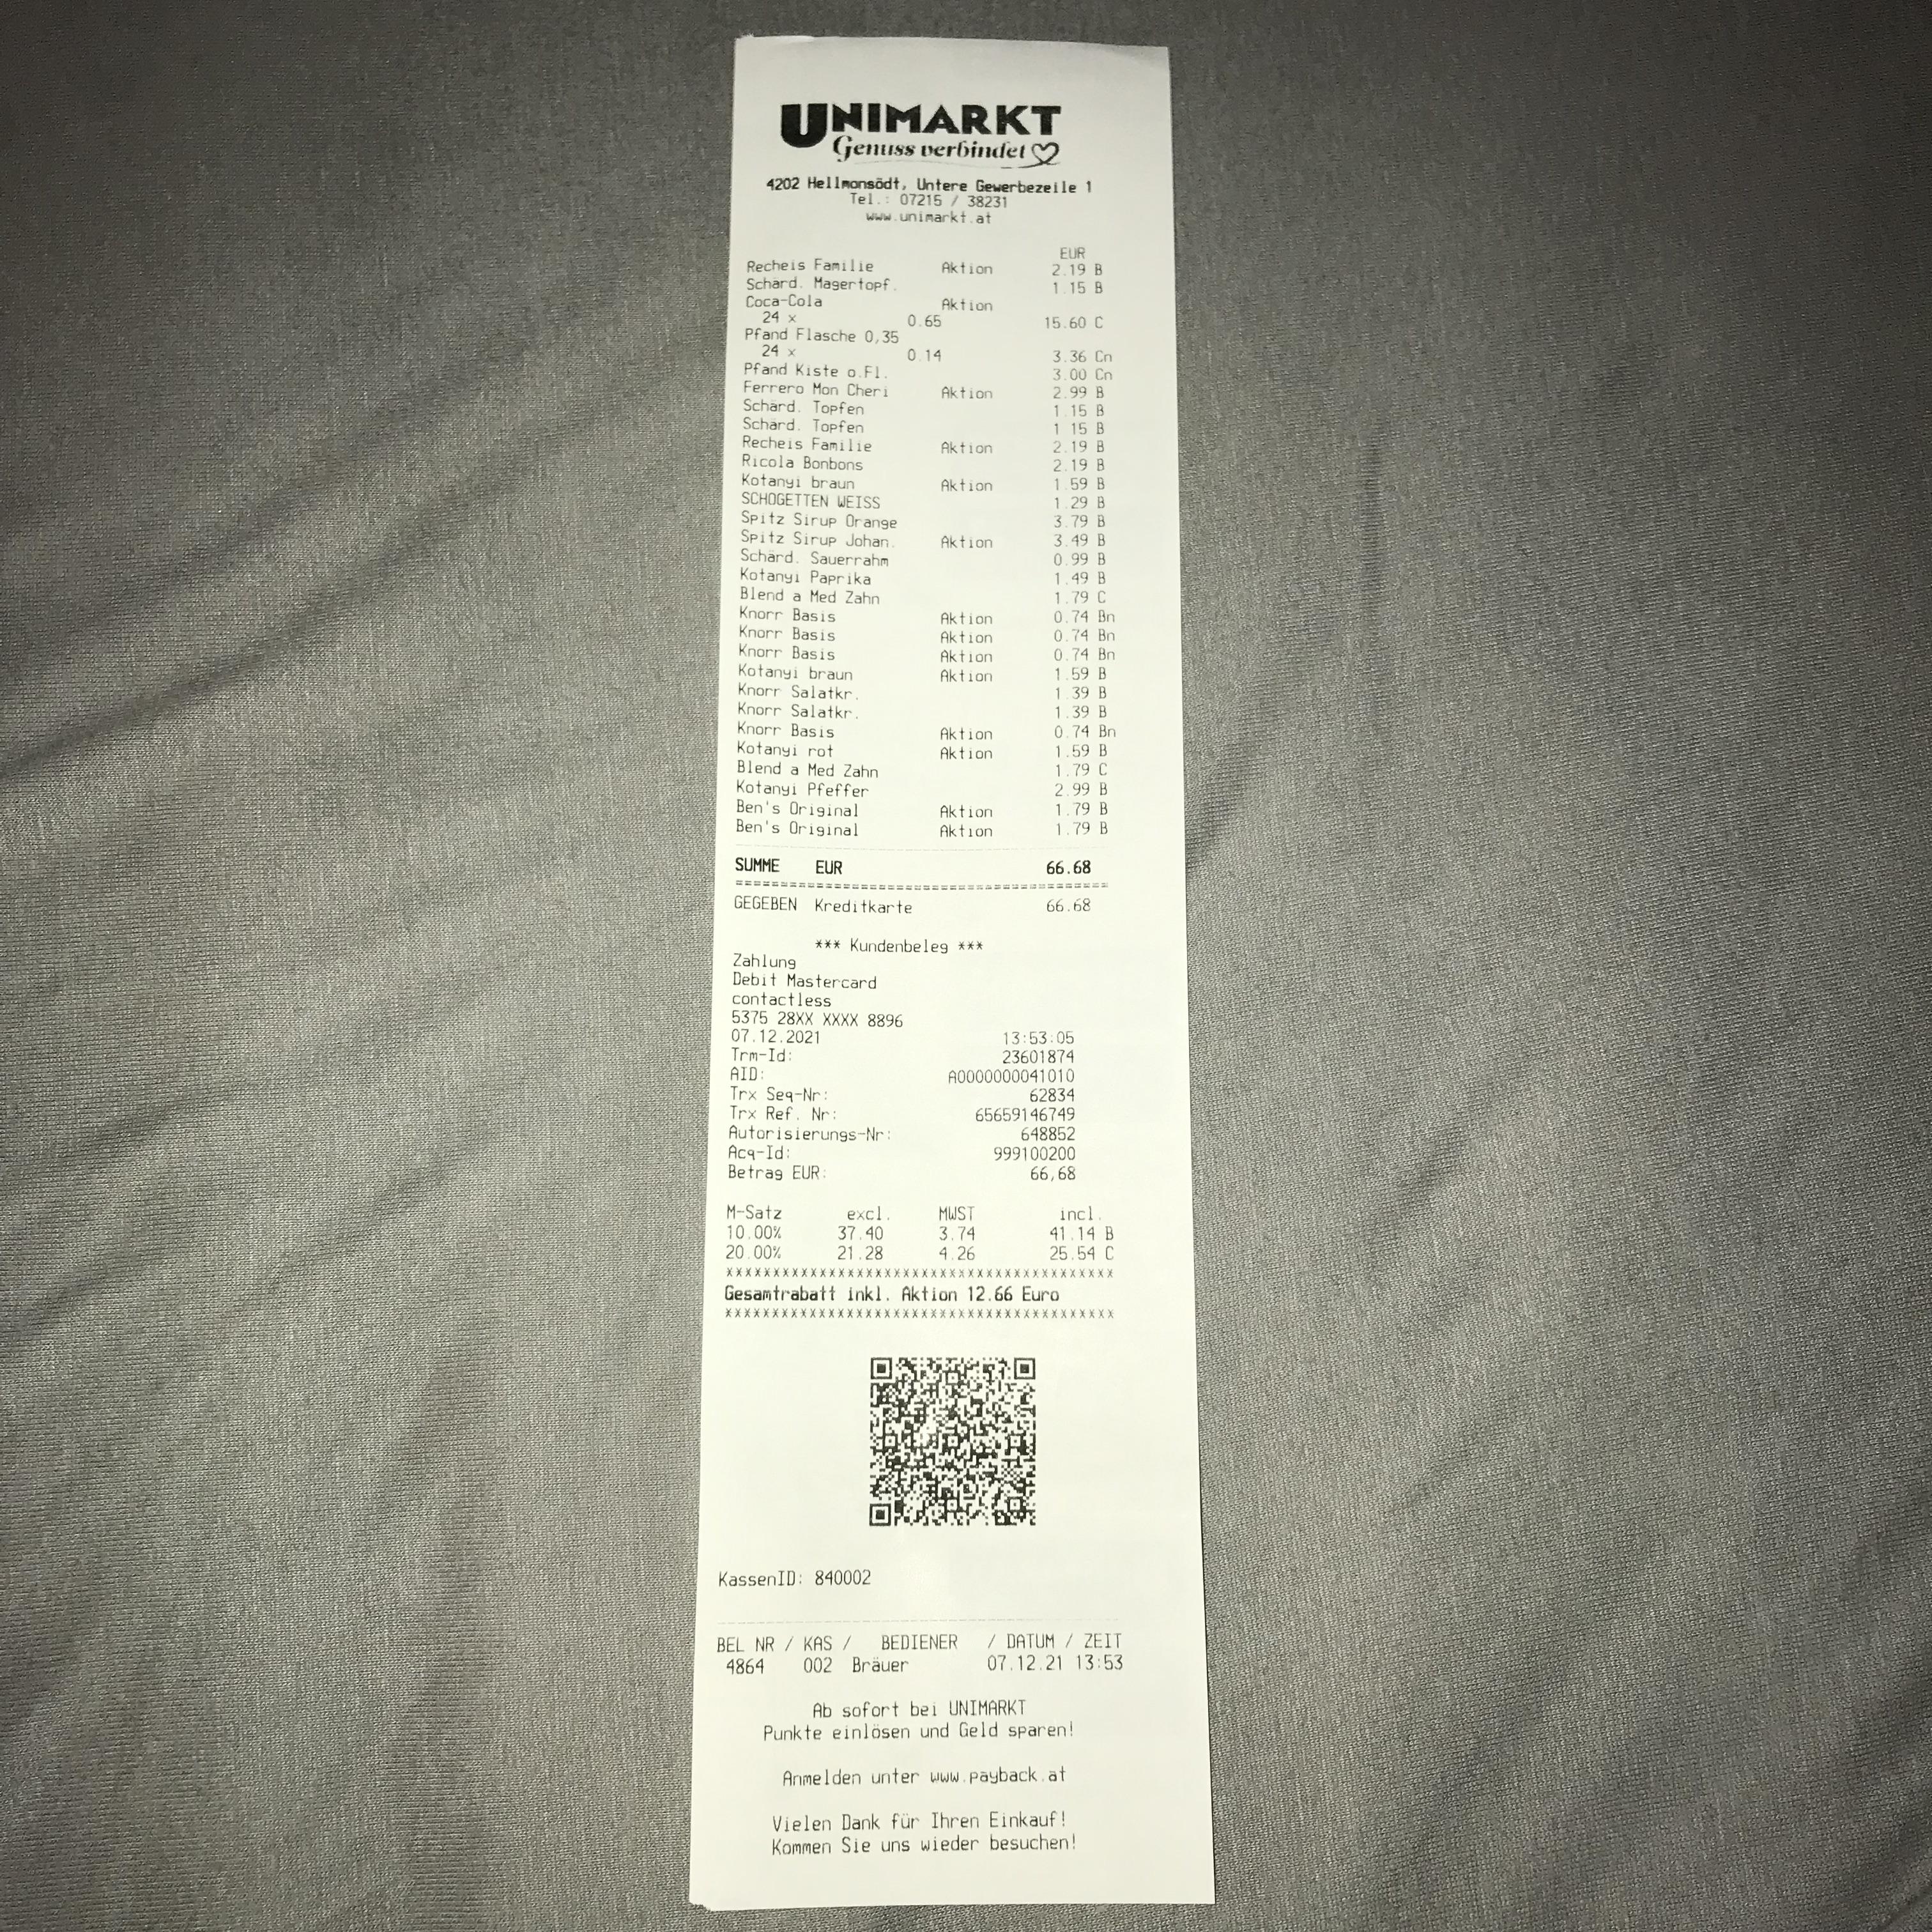 UNIMARKT
Genuss verbindet
4202 Hellmonsödt, Untere Gewerbezeile 1
Tel.: 07215 / 38231
www.unimarkt.at
EUR
Recheis Familie Aktion 2.19 B
Schärd. Magertopf. 1.15 B
Coca-Cola Aktion
24 x 0.65 15.60 C
Pfand Flasche 0,35
24 x 0.14 3.36 Cn
Pfand Kiste o.Fl. 3.00 Cn
Ferrero Mon Cheri Aktion 2.99 B
Schärd. Topfen 1.15 B
Schärd. Topfen 1.15 B
Recheis Familie Aktion 2.19 B
Ricola Bonbons 2.19 B
Kotanyi braun Aktion 1.59 B
SCHOGETTEN WEISS 1.29 B
Spitz Sirup Orange 3.79 B
Spitz Sirup Johan. Aktion 3.49 B
Schärd. Sauerrahm 0.99 B
Kotanyi Paprika 1.49 B
Blend a Med Zahn 1.79 C
Knorr Basis Aktion 0.74 Bn
Knorr Basis Aktion 0.74 Bn
Knorr Basis Aktion 0.74 Bn
Kotanyi braun Aktion 1.59 B
Knorr Salatkr. 1.39 B
Knorr Salatkr. 1.39 B
Knorr Basis Aktion 0.74 Bn
Kotanyi rot Aktion 1.59 B
Blend a Med Zahn 1.79 C
Kotanyi Pfeffer 2.99 B
Ben's Original Aktion 1.79 B
Ben's Original Aktion 1.79 B
SUMME EUR 66.68
GEGEBEN Kreditkarte 66.68
*** Kundenbeleg ***
Zahlung
Debit Mastercard
contactless
5375 28XX XXXX 8896
07.12.2021 13:53:05
Trm-Id: 23601874
AID: A0000000041010
Trx Seq-Nr: 62834
Trx Ref. Nr: 65659146749
Autorisierungs-Nr: 648852
Acq-Id: 999100200
Betrag EUR: 66,68
M-Satz excl. MWST incl.
10.00% 37.40 3.74 41.14 B
20.00% 21.28 4.26 25.54 C
Gesamtrabatt inkl. Aktion 12.66 Euro
KassenID: 840002
BEL NR / KAS / BEDIENER / DATUM / ZEIT
4864 002 Bräuer 07.12.21 13:53
Ab sofort bei UNIMARKT
Punkte einlösen und Geld sparen!
Anmelden unter www.payback.at
Vielen Dank für Ihren Einkauf!
Kommen Sie uns wieder besuchen!